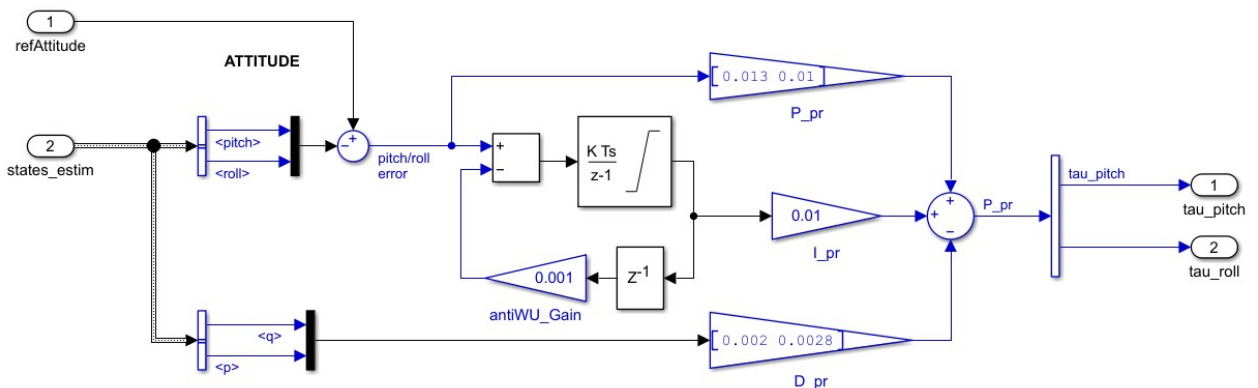 1
refAttitude
ATTITUDE
2
states_estim
<pitch>
<roll>
pitch/roll
error
+
−
K Ts
z-1
[0.013 0.01]
P_pr
0.01
I_pr
0.001
antiWU_Gain
Z-1
<q>
<p>
[0.002 0.0028]
D_pr
−
+
+
+
−
P_pr
tau_pitch
1
tau_pitch
2
tau_roll